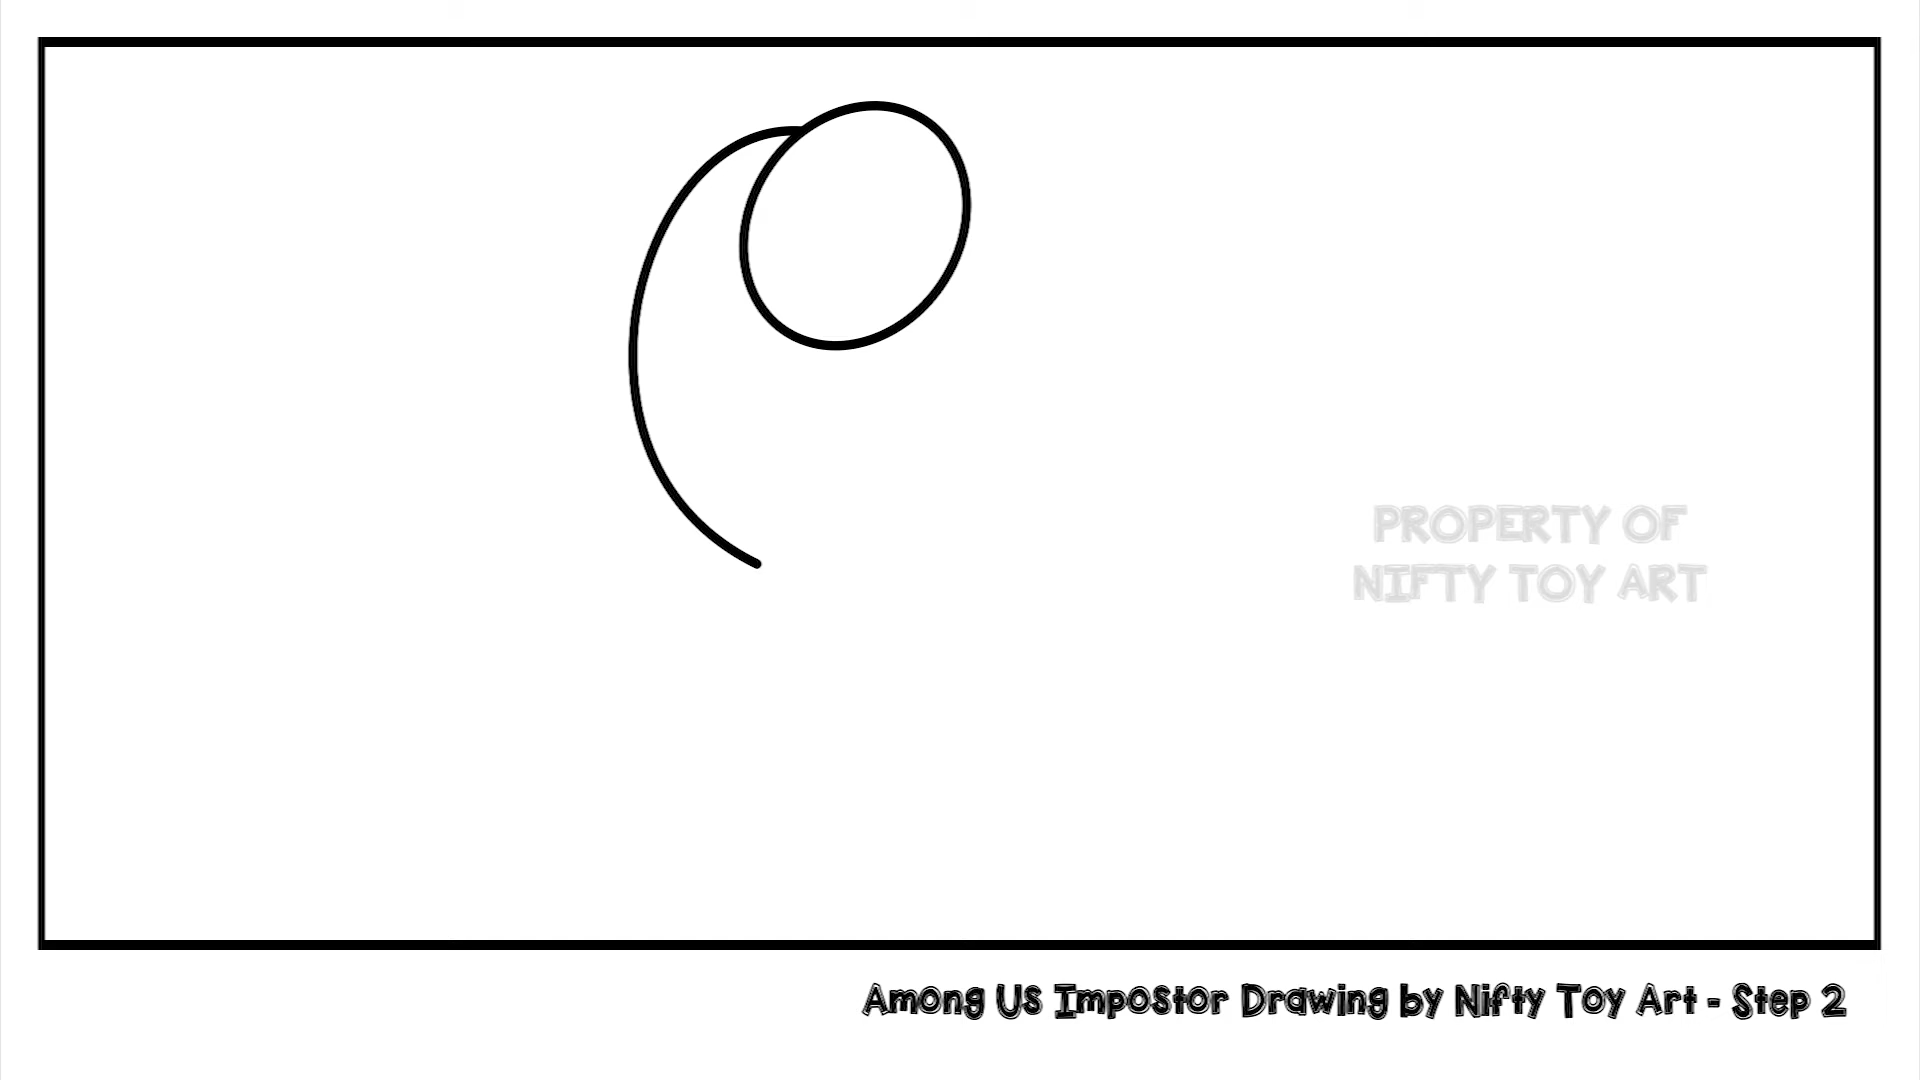 PROPERTY OF
NIFTY TOY ART
Among Us Impostor Drawing by Nifty Toy Art - Step 2